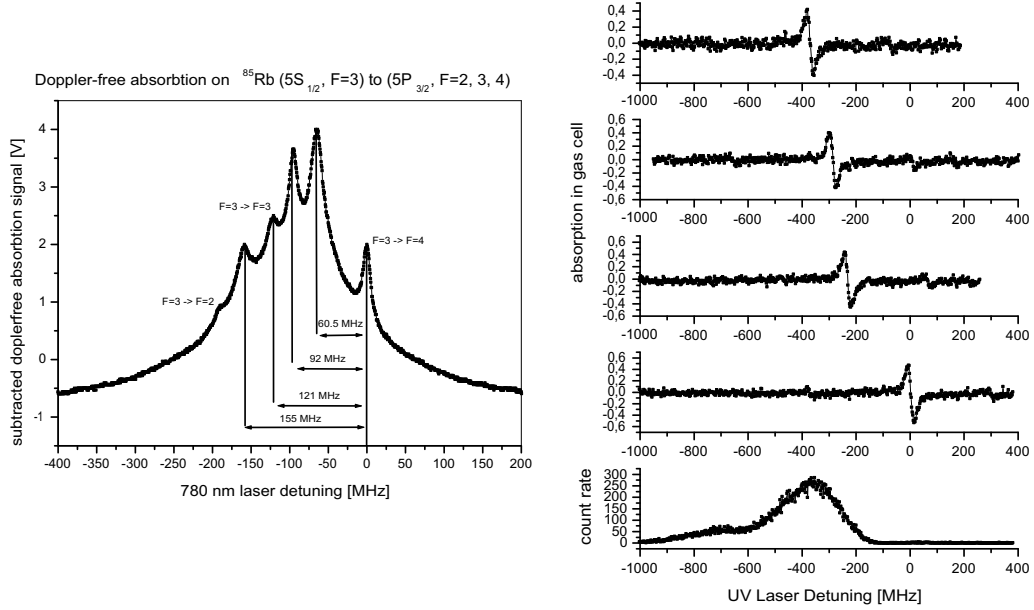 Doppler-free absorbtion on ⁸⁵Rb (5S 1/2, F=3) to (5P 3/2, F=2, 3, 4)
subtracted doplerfree absorbtion signal [V]
4
3
2
1
0
-1
F=3 -> F=3
F=3 -> F=4
F=3 -> F=2
60.5 MHz
92 MHz
121 MHz
155 MHz
-400 -350 -300 -250 -200 -150 -100 -50 0 50 100 150 200
780 nm laser detuning [MHz]
absorption in gas cell
0,4
0,2
0,0
-0,2
-0,4
-1000 -800 -600 -400 -200 0 200 400
0,6
0,4
0,2
0,0
-0,2
-0,4
-0,6
-1000 -800 -600 -400 -200 0 200 400
0,6
0,4
0,2
0,0
-0,2
-0,4
-0,6
-1000 -800 -600 -400 -200 0 200 400
0,6
0,4
0,2
0,0
-0,2
-0,4
-0,6
-1000 -800 -600 -400 -200 0 200 400
count rate
300
250
200
150
100
50
0
-1000 -800 -600 -400 -200 0 200 400
UV Laser Detuning [MHz]